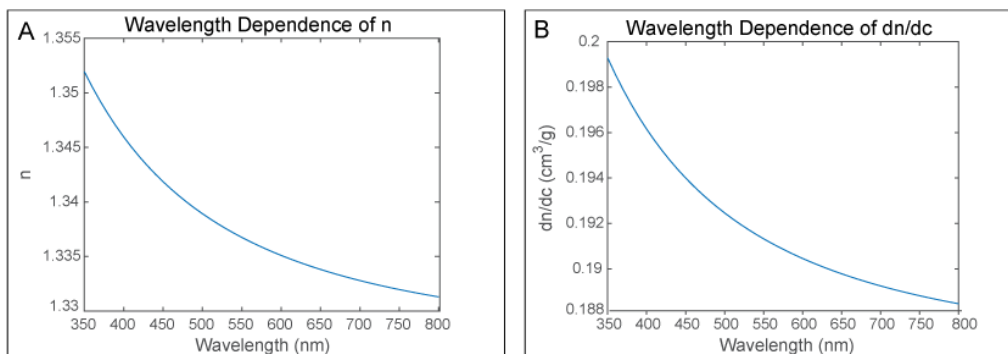 A
Wavelength Dependence of n
1.355
1.35
1.345
1.34
1.335
1.33
n
350 400 450 500 550 600 650 700 750 800
Wavelength (nm)
B
Wavelength Dependence of dn/dc
0.2
0.198
0.196
0.194
0.192
0.19
0.188
dn/dc (cm³/g)
350 400 450 500 550 600 650 700 750 800
Wavelength (nm)